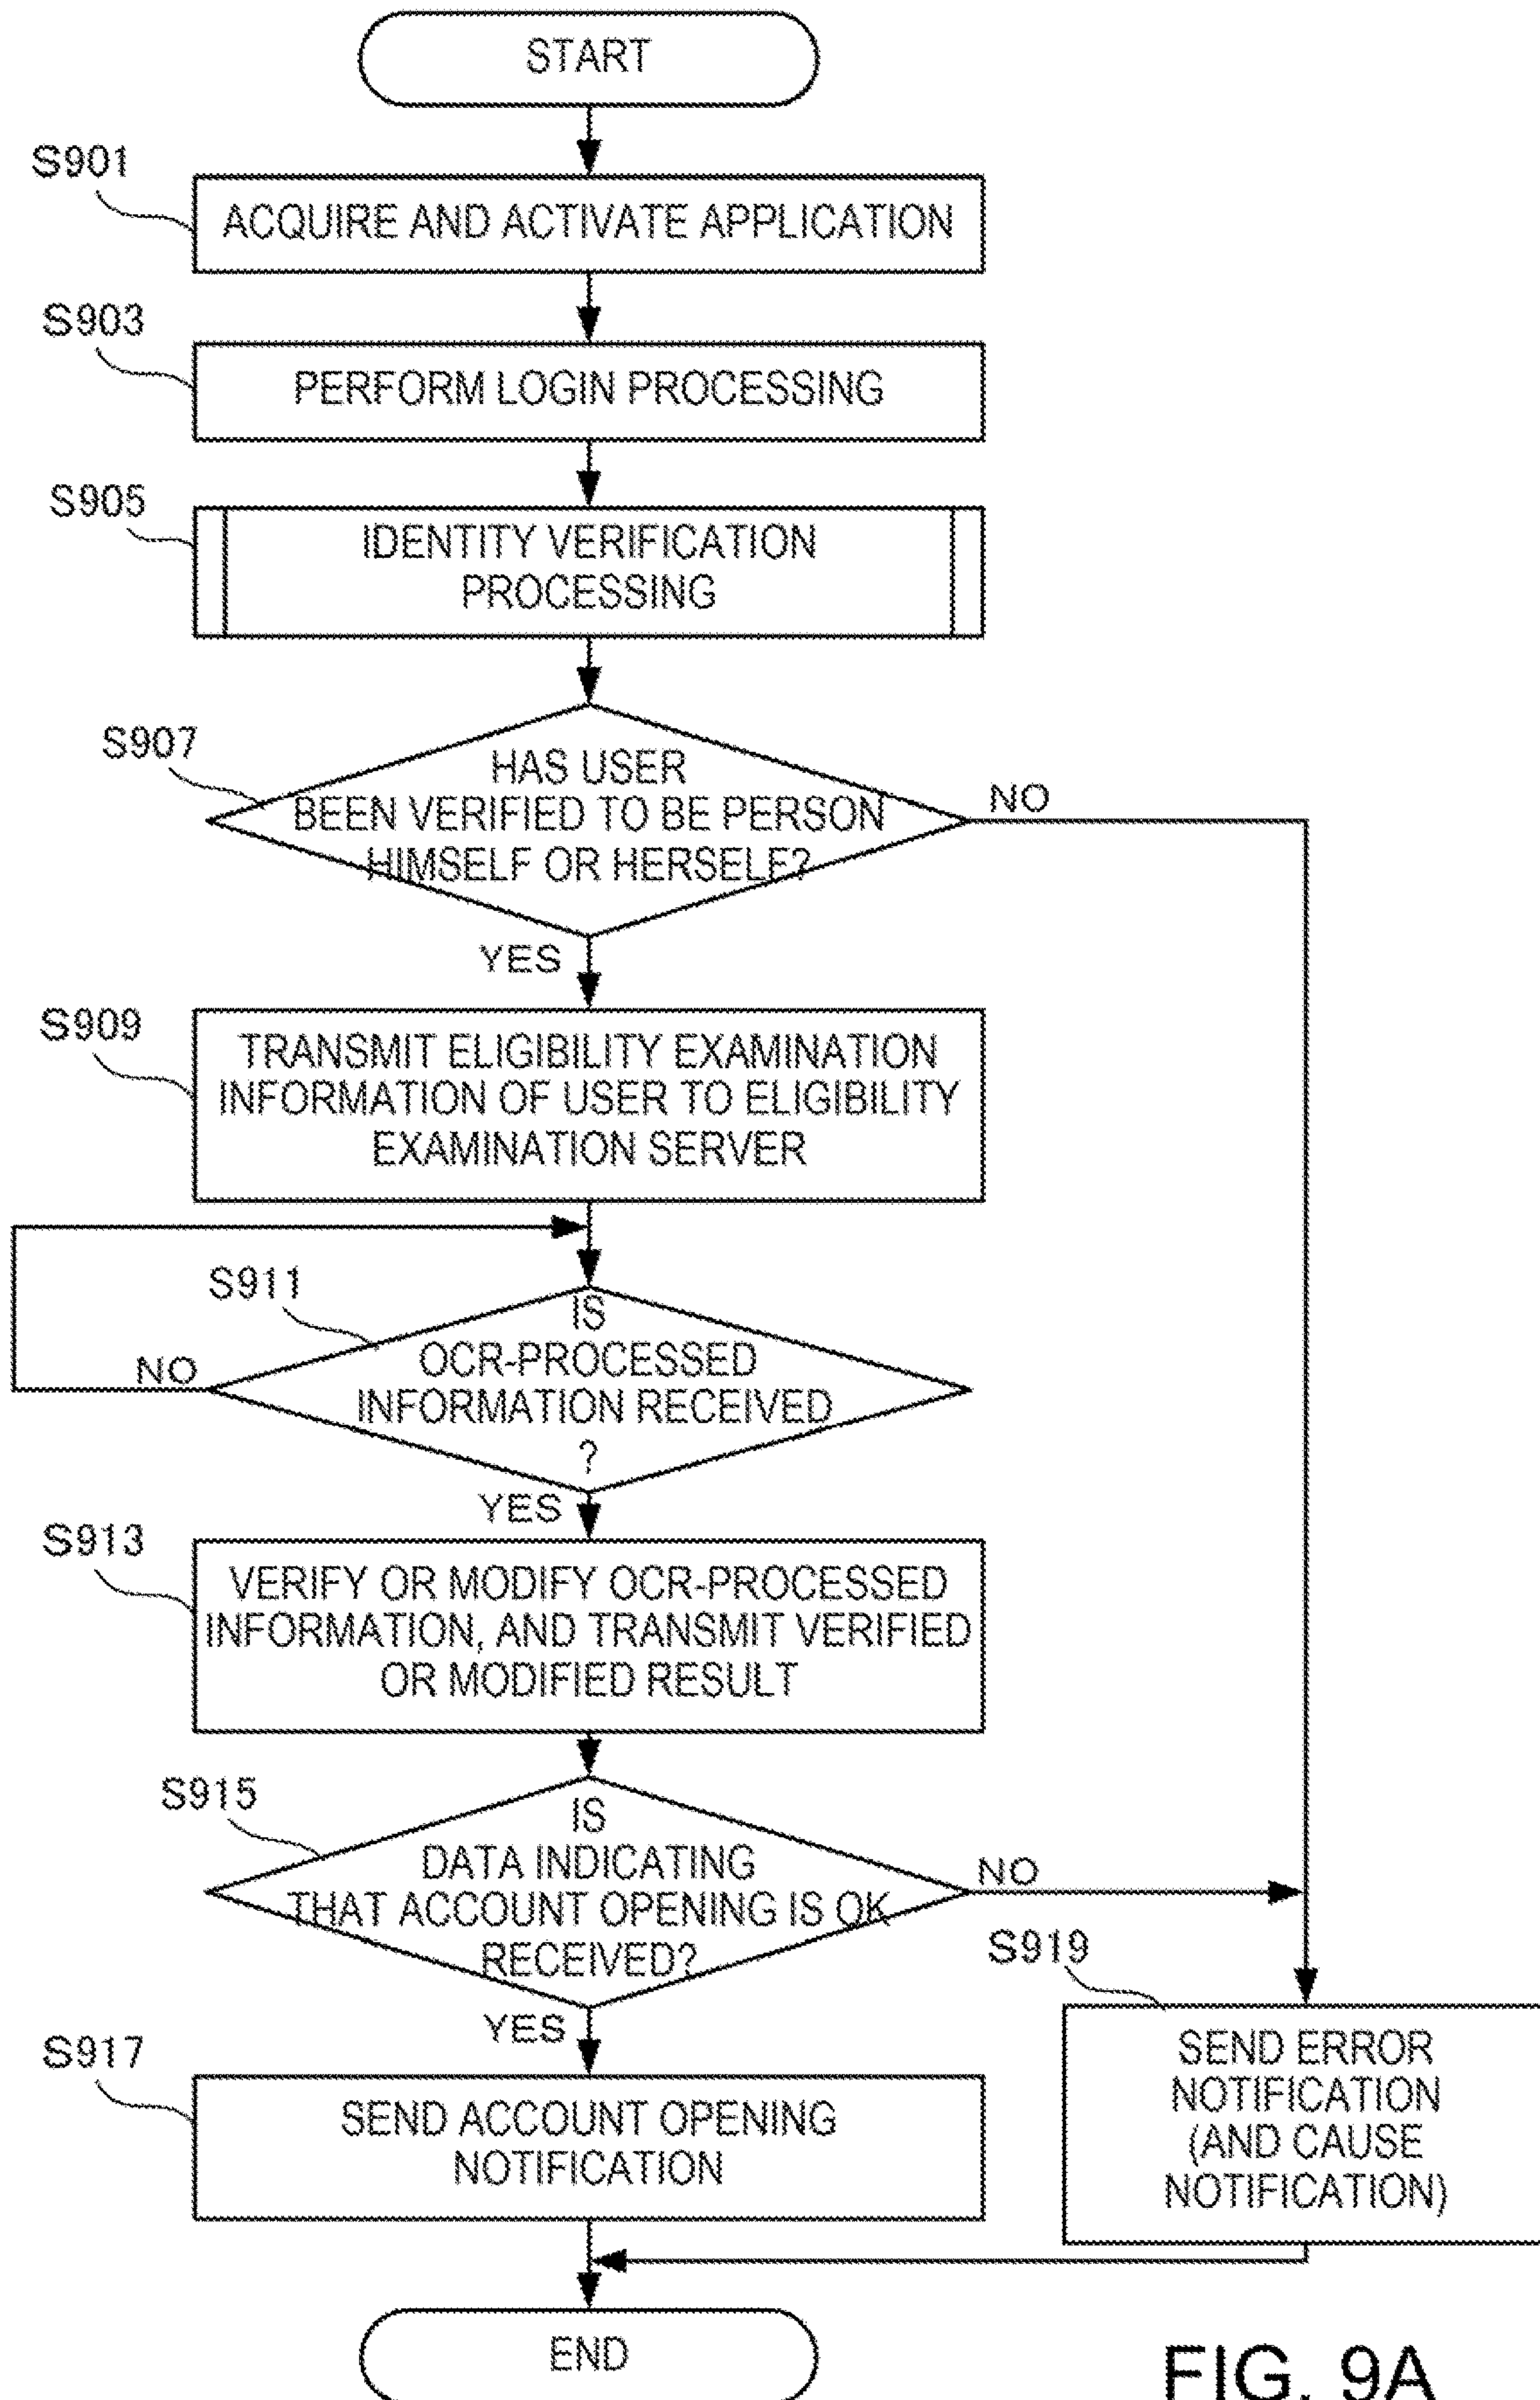 START
S901
ACQUIRE AND ACTIVATE APPLICATION
S903
PERFORM LOGIN PROCESSING
S905
IDENTITY VERIFICATION
PROCESSING
S907
HAS USER
BEEN VERIFIED TO BE PERSON
HIMSELF OR HERSELF?
NO
YES
S909
TRANSMIT ELIGIBILITY EXAMINATION
INFORMATION OF USER TO ELIGIBILITY
EXAMINATION SERVER
S911
IS
OCR-PROCESSED
INFORMATION RECEIVED
?
NO
YES
S913
VERIFY OR MODIFY OCR-PROCESSED
INFORMATION, AND TRANSMIT VERIFIED
OR MODIFIED RESULT
S915
IS
DATA INDICATING
THAT ACCOUNT OPENING IS OK
RECEIVED?
NO
YES
S917
SEND ACCOUNT OPENING
NOTIFICATION
S919
SEND ERROR
NOTIFICATION
(AND CAUSE
NOTIFICATION)
END
FIG. 9A